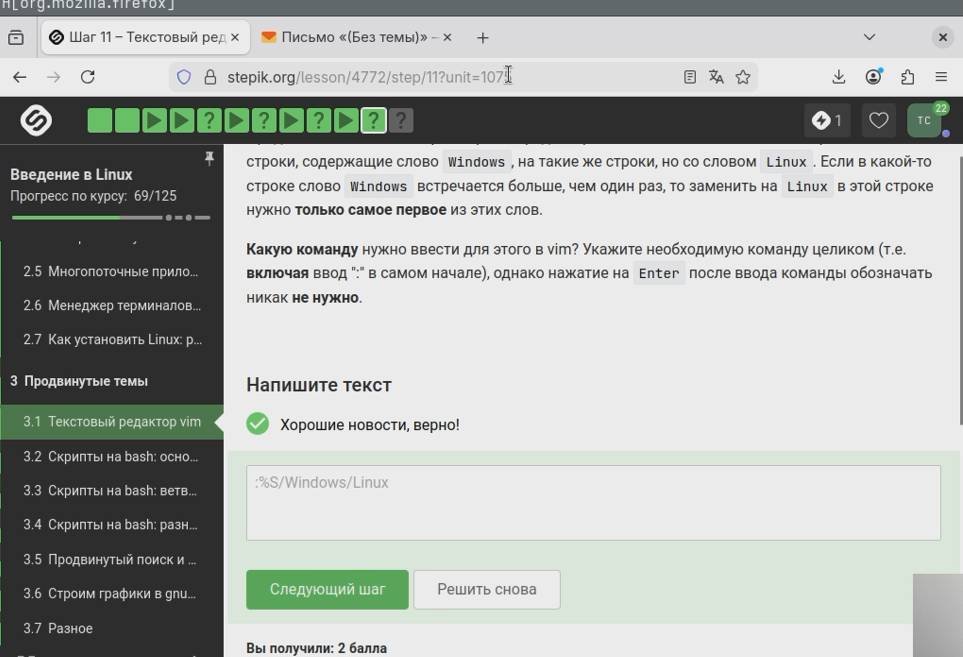 H[org.mozilla.firefox]
Шаг 11 – Текстовый ред
Письмо «(Без темы)» –
stepik.org/lesson/4772/step/11?unit=107
1
ТС
22
Введение в Linux
Прогресс по курсу: 69/125
2.5 Многопоточные прило...
2.6 Менеджер терминалов...
2.7 Как установить Linux: р...
3 Продвинутые темы
3.1 Текстовый редактор vim
3.2 Скрипты на bash: осно...
3.3 Скрипты на bash: ветв...
3.4 Скрипты на bash: разн...
3.5 Продвинутый поиск и ...
3.6 Строим графики в gnu...
3.7 Разное
строки, содержащие слово Windows, на такие же строки, но со словом Linux. Если в какой-то
строке слово Windows встречается больше, чем один раз, то заменить на Linux в этой строке
нужно только самое первое из этих слов.
Какую команду нужно ввести для этого в vim? Укажите необходимую команду целиком (т.е.
включая ввод ":" в самом начале), однако нажатие на Enter после ввода команды обозначать
никак не нужно.
Напишите текст
Хорошие новости, верно!
:%S/Windows/Linux
Следующий шаг
Решить снова
Вы получили: 2 балла